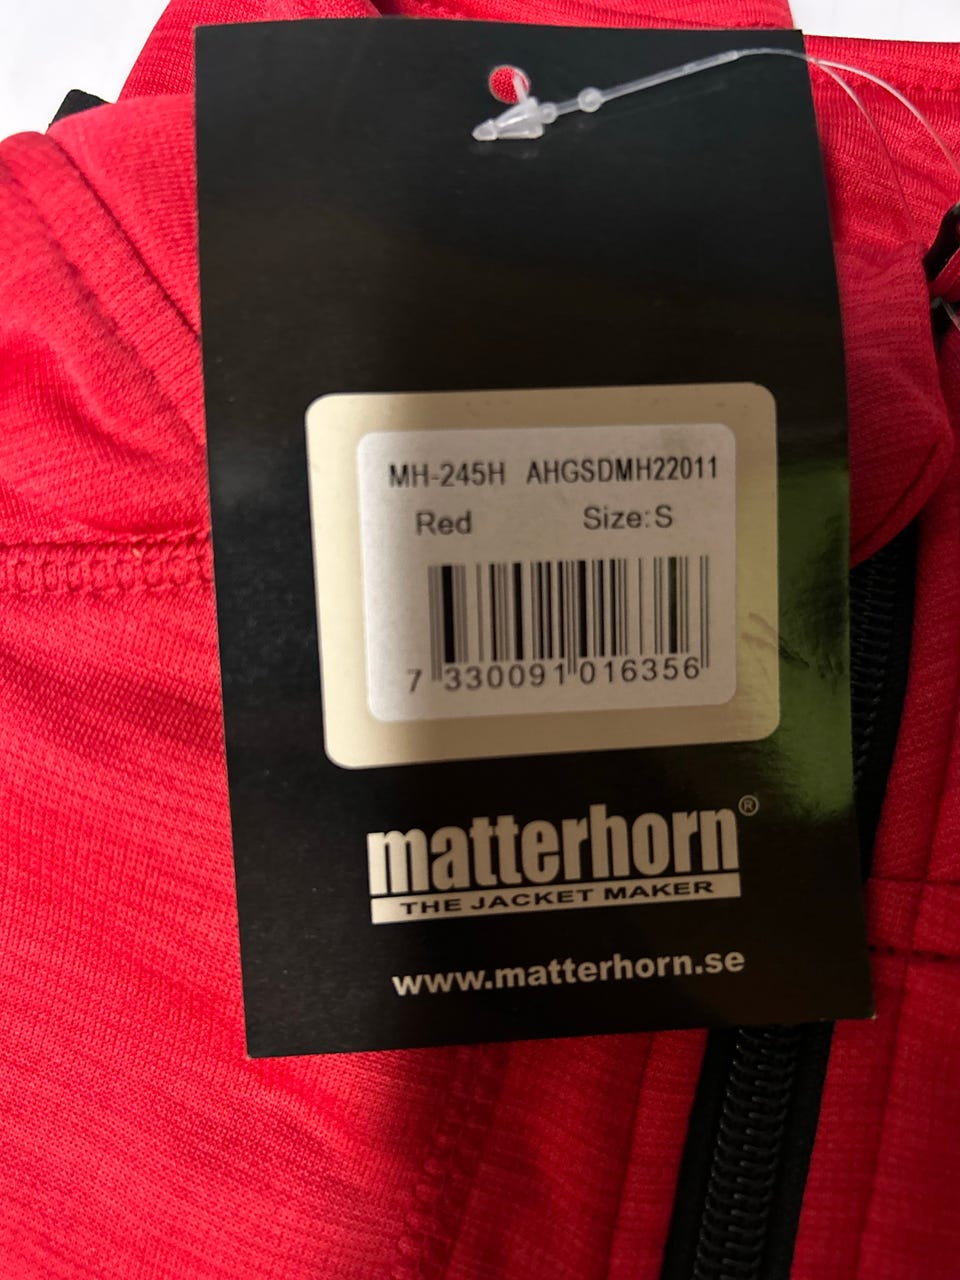 MH-245H AHGSDMH22011
Red Size: S
7 330091 016356
matterhorn®
THE JACKET MAKER
www.matterhorn.se